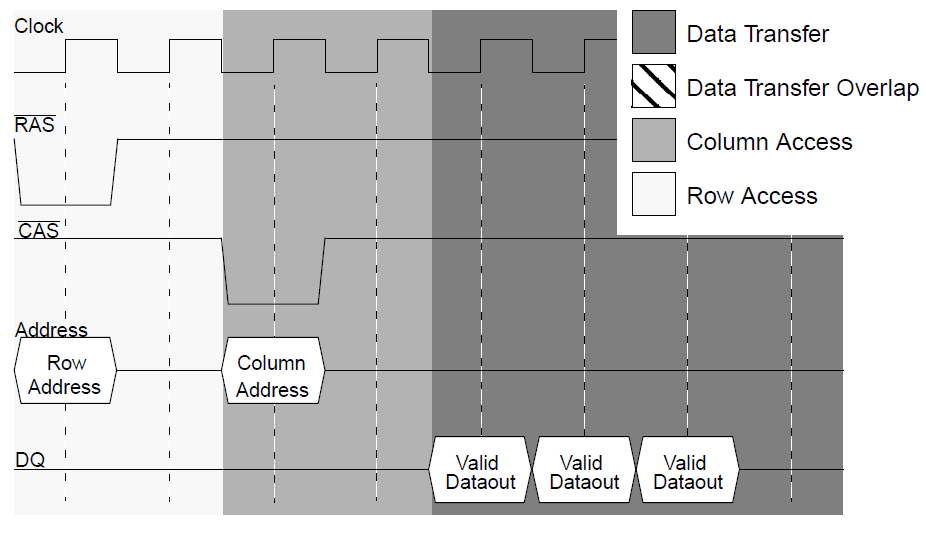 Clock
Data Transfer
Data Transfer Overlap
RAS
Column Access
Row Access
CAS
Address
Row
Address
Column
Address
DQ
Valid
Dataout
Valid
Dataout
Valid
Dataout